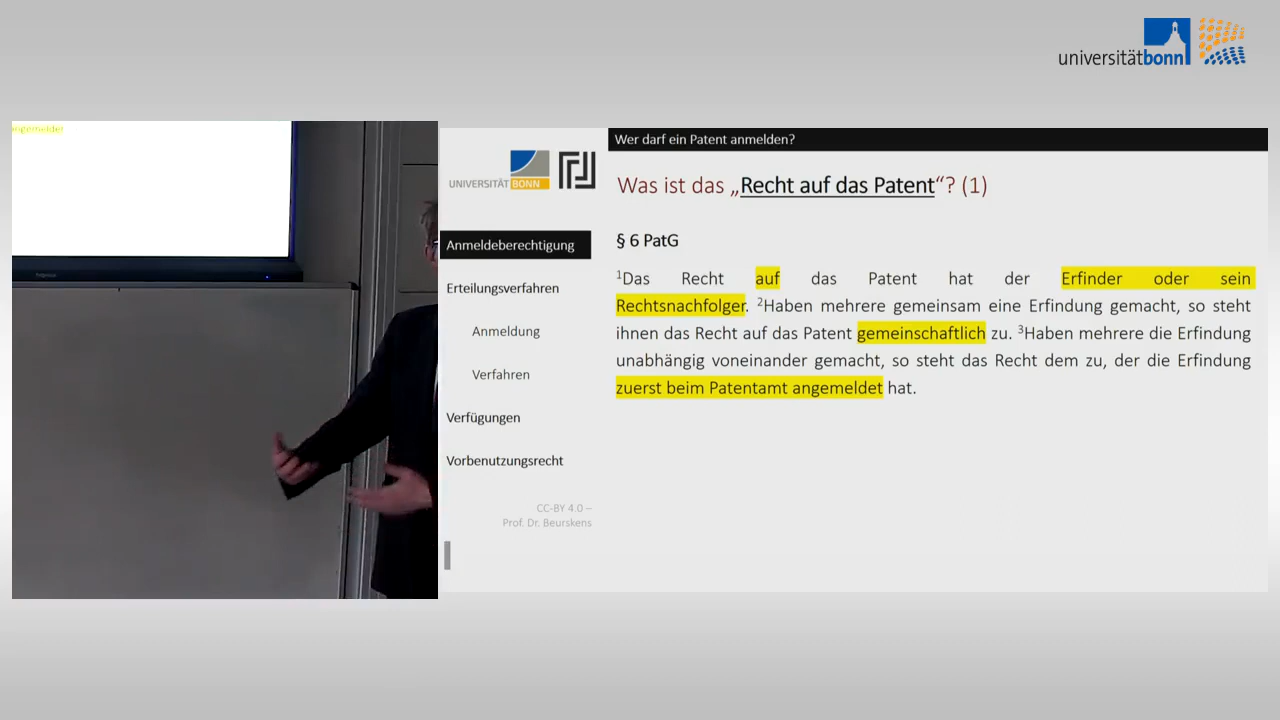 universitätbonn
angemeldet
Wer darf ein Patent anmelden?
UNIVERSITÄT BONN
Was ist das „Recht auf das Patent“? (1)
Anmeldeberechtigung
Erteilungsverfahren
Anmeldung
Verfahren
Verfügungen
Vorbenutzungsrecht
CC-BY 4.0 –
Prof. Dr. Beurskens
§ 6 PatG
¹Das Recht auf das Patent hat der Erfinder oder sein
Rechtsnachfolger. ²Haben mehrere gemeinsam eine Erfindung gemacht, so steht
ihnen das Recht auf das Patent gemeinschaftlich zu. ³Haben mehrere die Erfindung
unabhängig voneinander gemacht, so steht das Recht dem zu, der die Erfindung
zuerst beim Patentamt angemeldet hat.